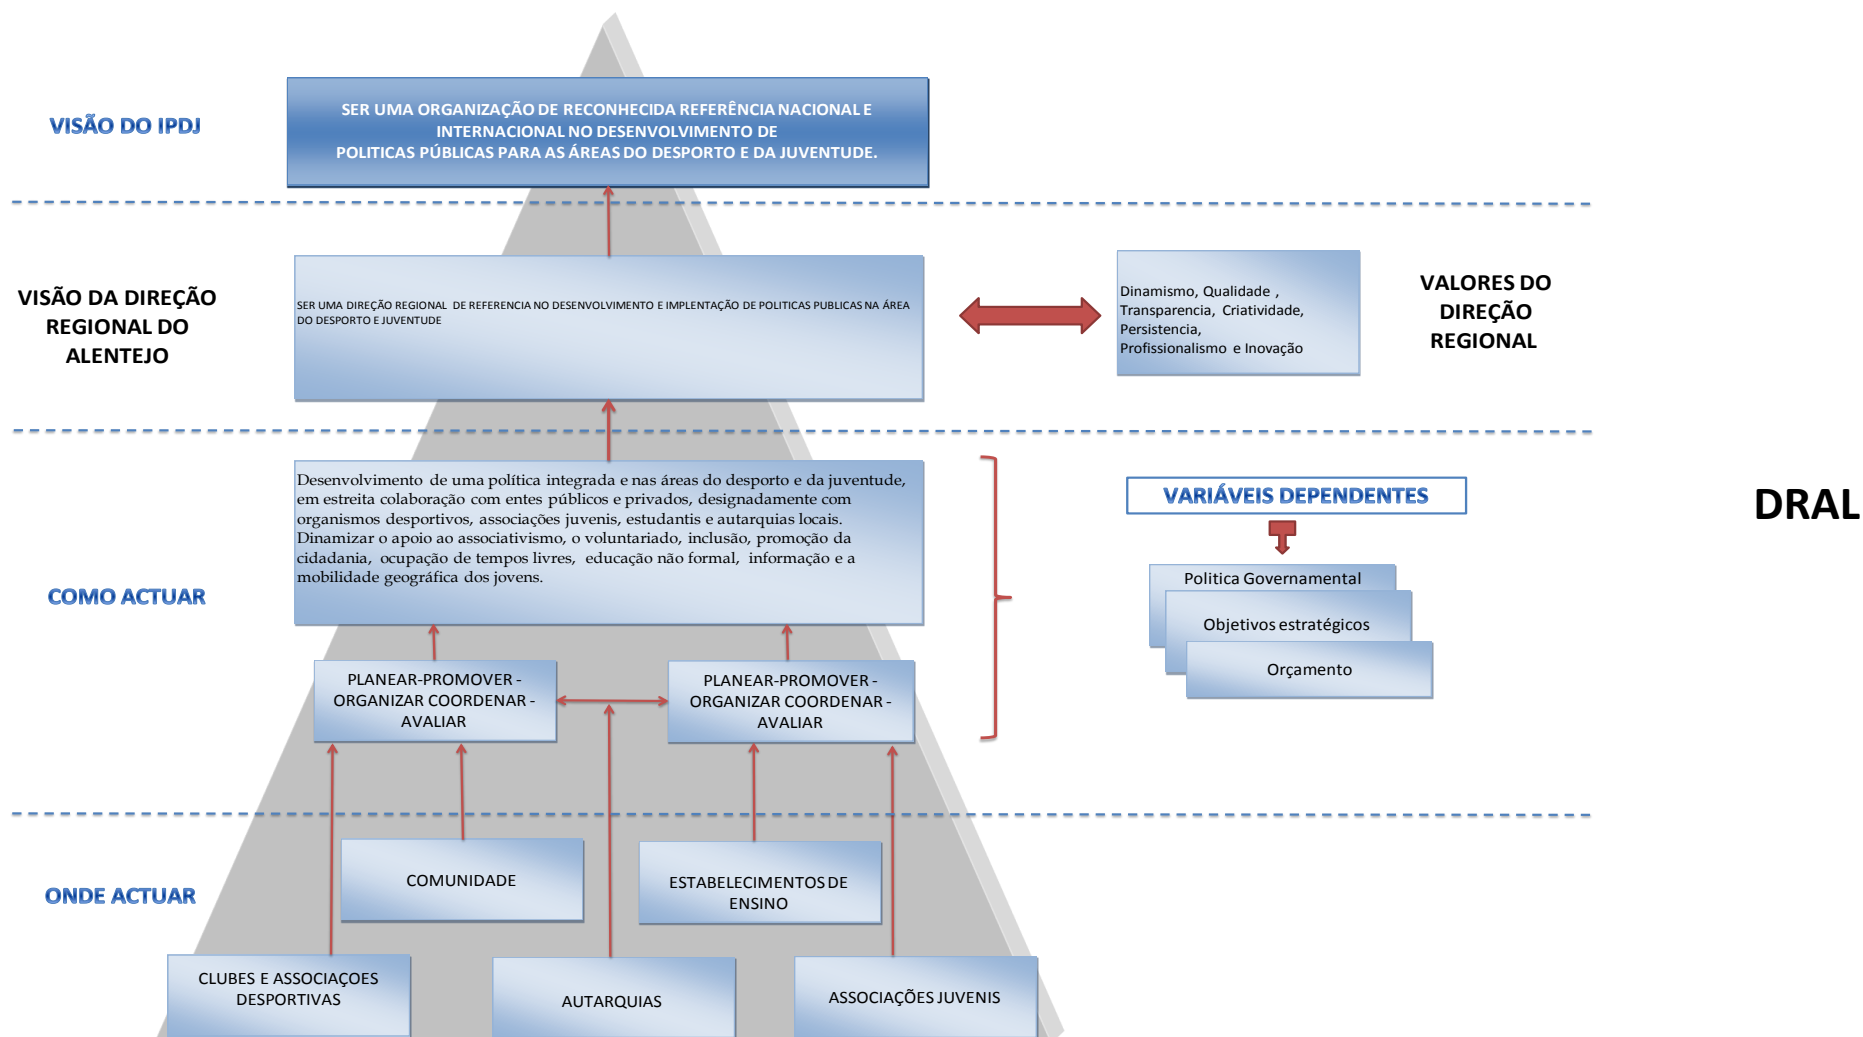 VISÃO DO IPDJ
SER UMA ORGANIZAÇÃO DE RECONHECIDA REFERÊNCIA NACIONAL E
INTERNACIONAL NO DESENVOLVIMENTO DE
POLITICAS PÚBLICAS PARA AS ÁREAS DO DESPORTO E DA JUVENTUDE.
VISÃO DA DIREÇÃO
REGIONAL DO
ALENTEJO
SER UMA DIREÇÃO REGIONAL DE REFERENCIA NO DESENVOLVIMENTO E IMPLENTAÇÃO DE POLITICAS PUBLICAS NA ÁREA
DO DESPORTO E JUVENTUDE
Dinamismo, Qualidade ,
Transparencia, Criatividade,
Persistencia,
Profissionalismo e Inovação
VALORES DO
DIREÇÃO
REGIONAL
COMO ACTUAR
Desenvolvimento de uma política integrada e nas áreas do desporto e da juventude,
em estreita colaboração com entes públicos e privados, designadamente com
organismos desportivos, associações juvenis, estudantis e autarquias locais.
Dinamizar o apoio ao associativismo, o voluntariado, inclusão, promoção da
cidadania, ocupação de tempos livres, educação não formal, informação e a
mobilidade geográfica dos jovens.
VARIÁVEIS DEPENDENTES
Politica Governamental
Objetivos estratégicos
Orçamento
DRAL
PLANEAR-PROMOVER -
ORGANIZAR COORDENAR -
AVALIAR
PLANEAR-PROMOVER -
ORGANIZAR COORDENAR -
AVALIAR
ONDE ACTUAR
COMUNIDADE
ESTABELECIMENTOS DE
ENSINO
CLUBES E ASSOCIAÇOES
DESPORTIVAS
AUTARQUIAS
ASSOCIAÇÕES JUVENIS